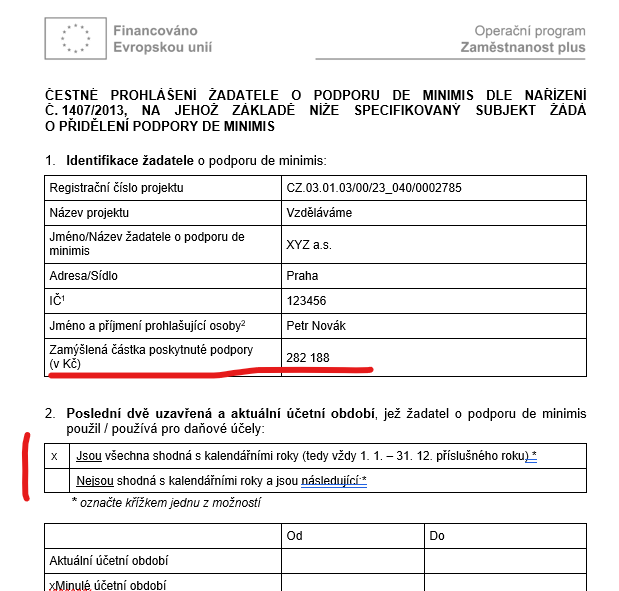 Financováno
Evropskou unií
Operační program
Zaměstnanost plus
ČESTNÉ PROHLÁŠENÍ ŽADATELE O PODPORU DE MINIMIS DLE NAŘÍZENÍ
Č. 1407/2013, NA JEHOŽ ZÁKLADĚ NÍŽE SPECIFIKOVANÝ SUBJEKT ŽÁDÁ
O PŘIDĚLENÍ PODPORY DE MINIMIS
1. Identifikace žadatele o podporu de minimis:
Registrační číslo projektu CZ.03.01.03/00/23_040/0002785
Název projektu Vzděláváme
Jméno/Název žadatele o podporu de
minimis
XYZ a.s.
Adresa/Sídlo Praha
IČ1 123456
Jméno a příjmení prohlašující osoby2 Petr Novák
Zamýšlená částka poskytnuté podpory
(v Kč)
282 188
2. Poslední dvě uzavřená a aktuální účetní období, jež žadatel o podporu de minimis
použil / používá pro daňové účely:
x Jsou všechna shodná s kalendářními roky (tedy vždy 1. 1. – 31. 12. příslušného roku).*
Nejsou shodná s kalendářními roky a jsou následující:*
* označte křížkem jednu z možností
Od Do
Aktuální účetní období
xMinulé účetní období